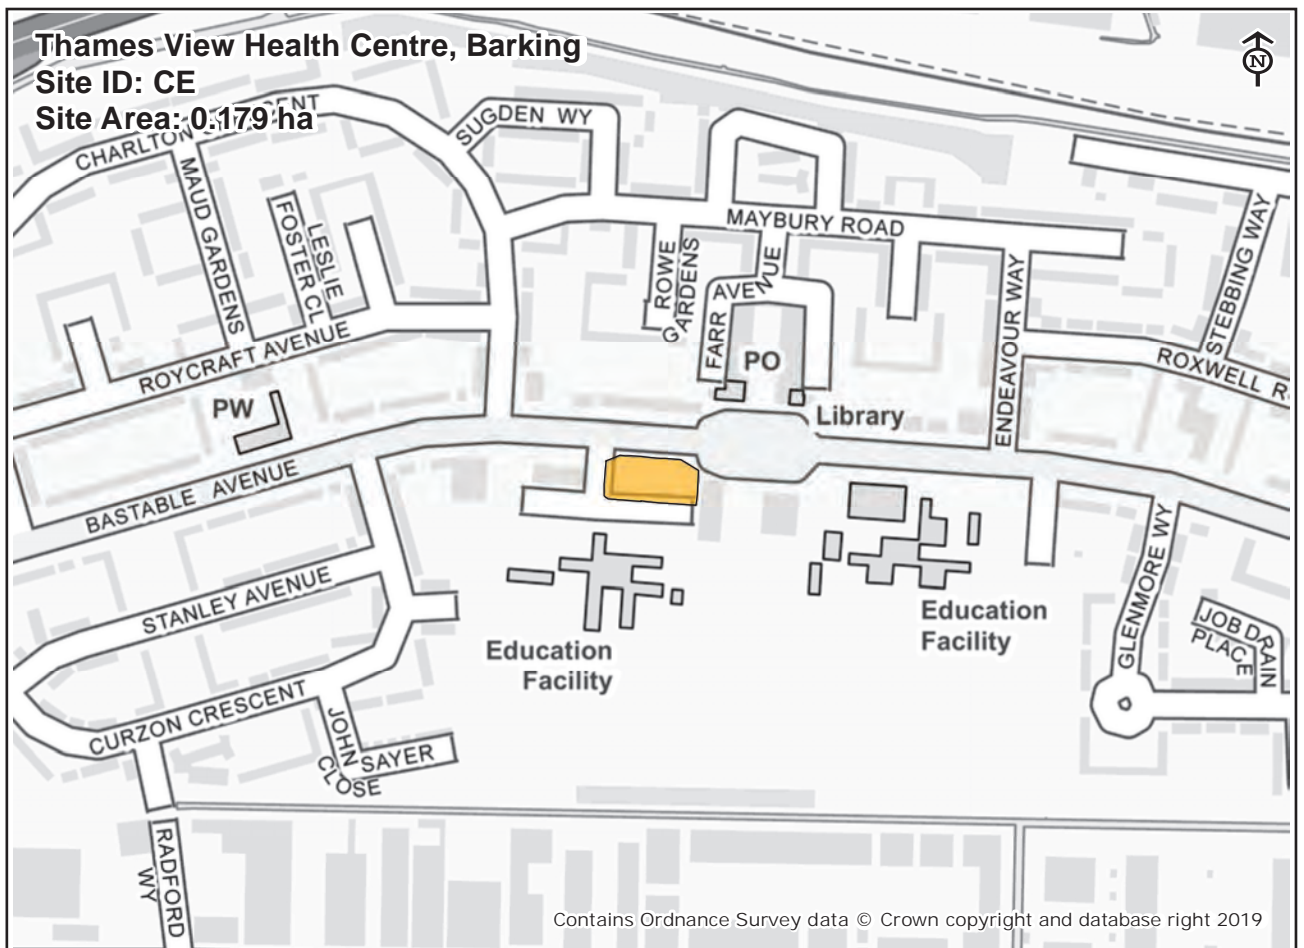 Thames View Health Centre, Barking
Site ID: CE
Site Area: 0.179 ha
N
CHARLTON CRESCENT
SUGDEN WY
MAUD GARDENS
LESLIE
FOSTER CL
MAYBURY ROAD
ROWE
GARDENS
FARR AVENUE
ENDEAVOUR WAY
STEBBING WAY
ROYCRAFT AVENUE
ROXWELL R
PO
PW
Library
BASTABLE AVENUE
STANLEY AVENUE
GLENMORE WY
JOB DRAIN
PLACE
Education
Facility
Education
Facility
CURZON CRESCENT
JOHN SAYER
CLOSE
RADFORD
WY
Contains Ordnance Survey data © Crown copyright and database right 2019